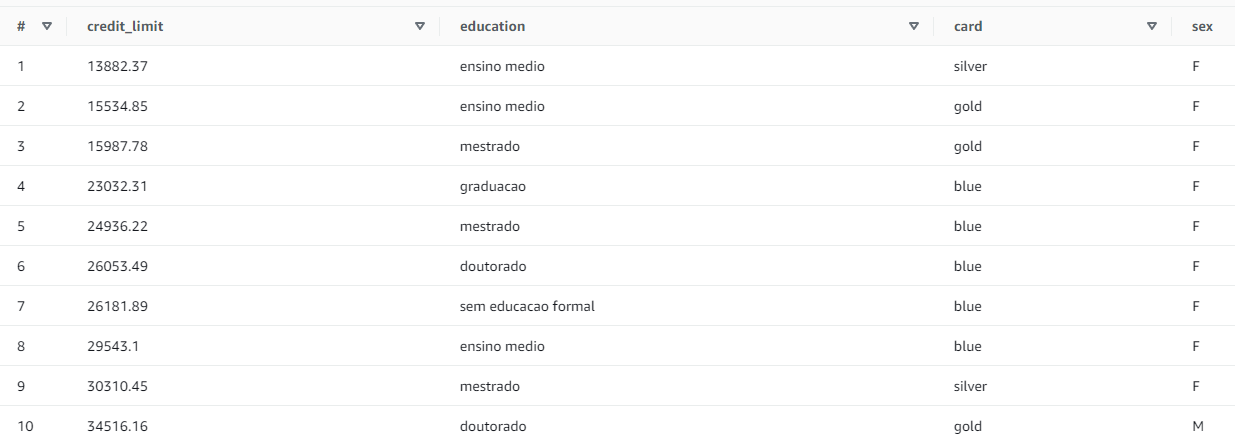 # credit_limit education card sex
1 13882.37 ensino medio silver F
2 15534.85 ensino medio gold F
3 15987.78 mestrado gold F
4 23032.31 graduacao blue F
5 24936.22 mestrado blue F
6 26053.49 doutorado blue F
7 26181.89 sem educacao formal blue F
8 29543.1 ensino medio blue F
9 30310.45 mestrado silver F
10 34516.16 doutorado gold M